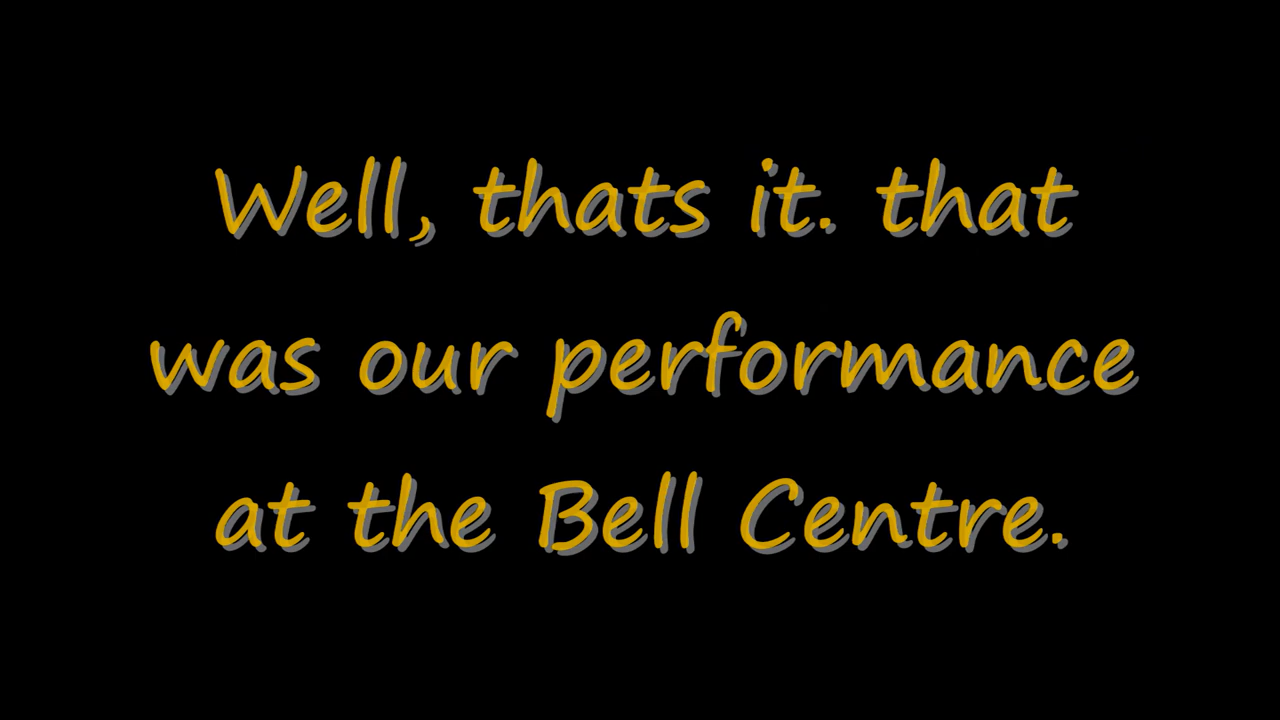 Well, thats it. that
was our performance
at the Bell Centre.